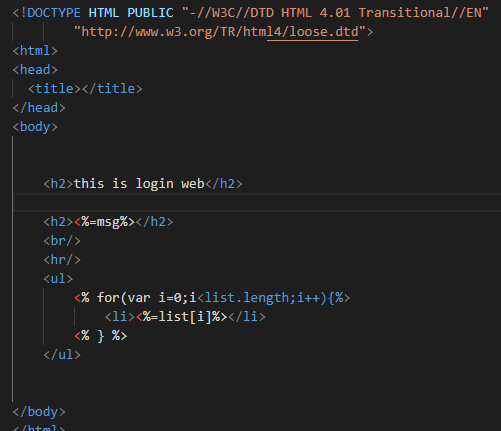 <!DOCTYPE HTML PUBLIC "-//W3C//DTD HTML 4.01 Transitional//EN"
"http://www.w3.org/TR/html4/loose.dtd">
<html>
<head>
<title></title>
</head>
<body>
<h2>this is login web</h2>
<h2><%=msg%></h2>
<br/>
<hr/>
<ul>
<% for(var i=0;i<list.length;i++){%>
<li><%=list[i]%></li>
<% } %>
</ul>
</body>
</html>